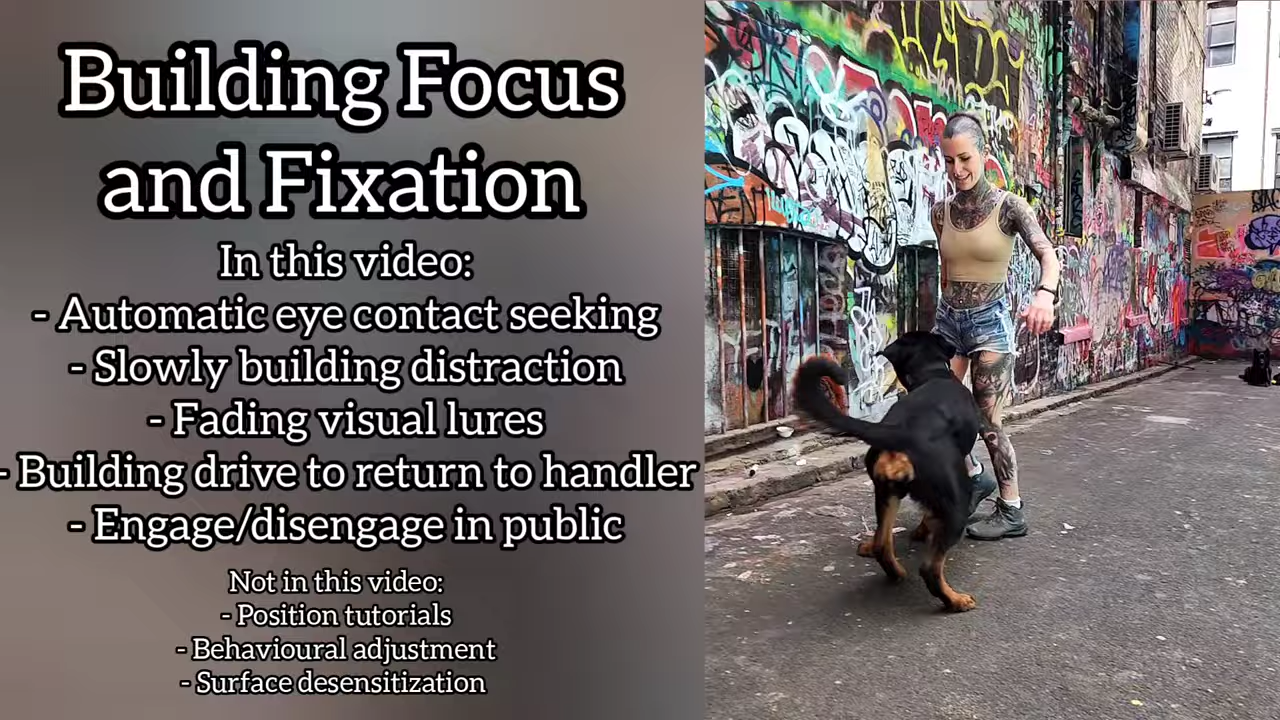 Building Focus
and Fixation
In this video:
- Automatic eye contact seeking
- Slowly building distraction
- Fading visual lures
- Building drive to return to handler
- Engage/disengage in public
Not in this video:
- Position tutorials
- Behavioural adjustment
- Surface desensitization